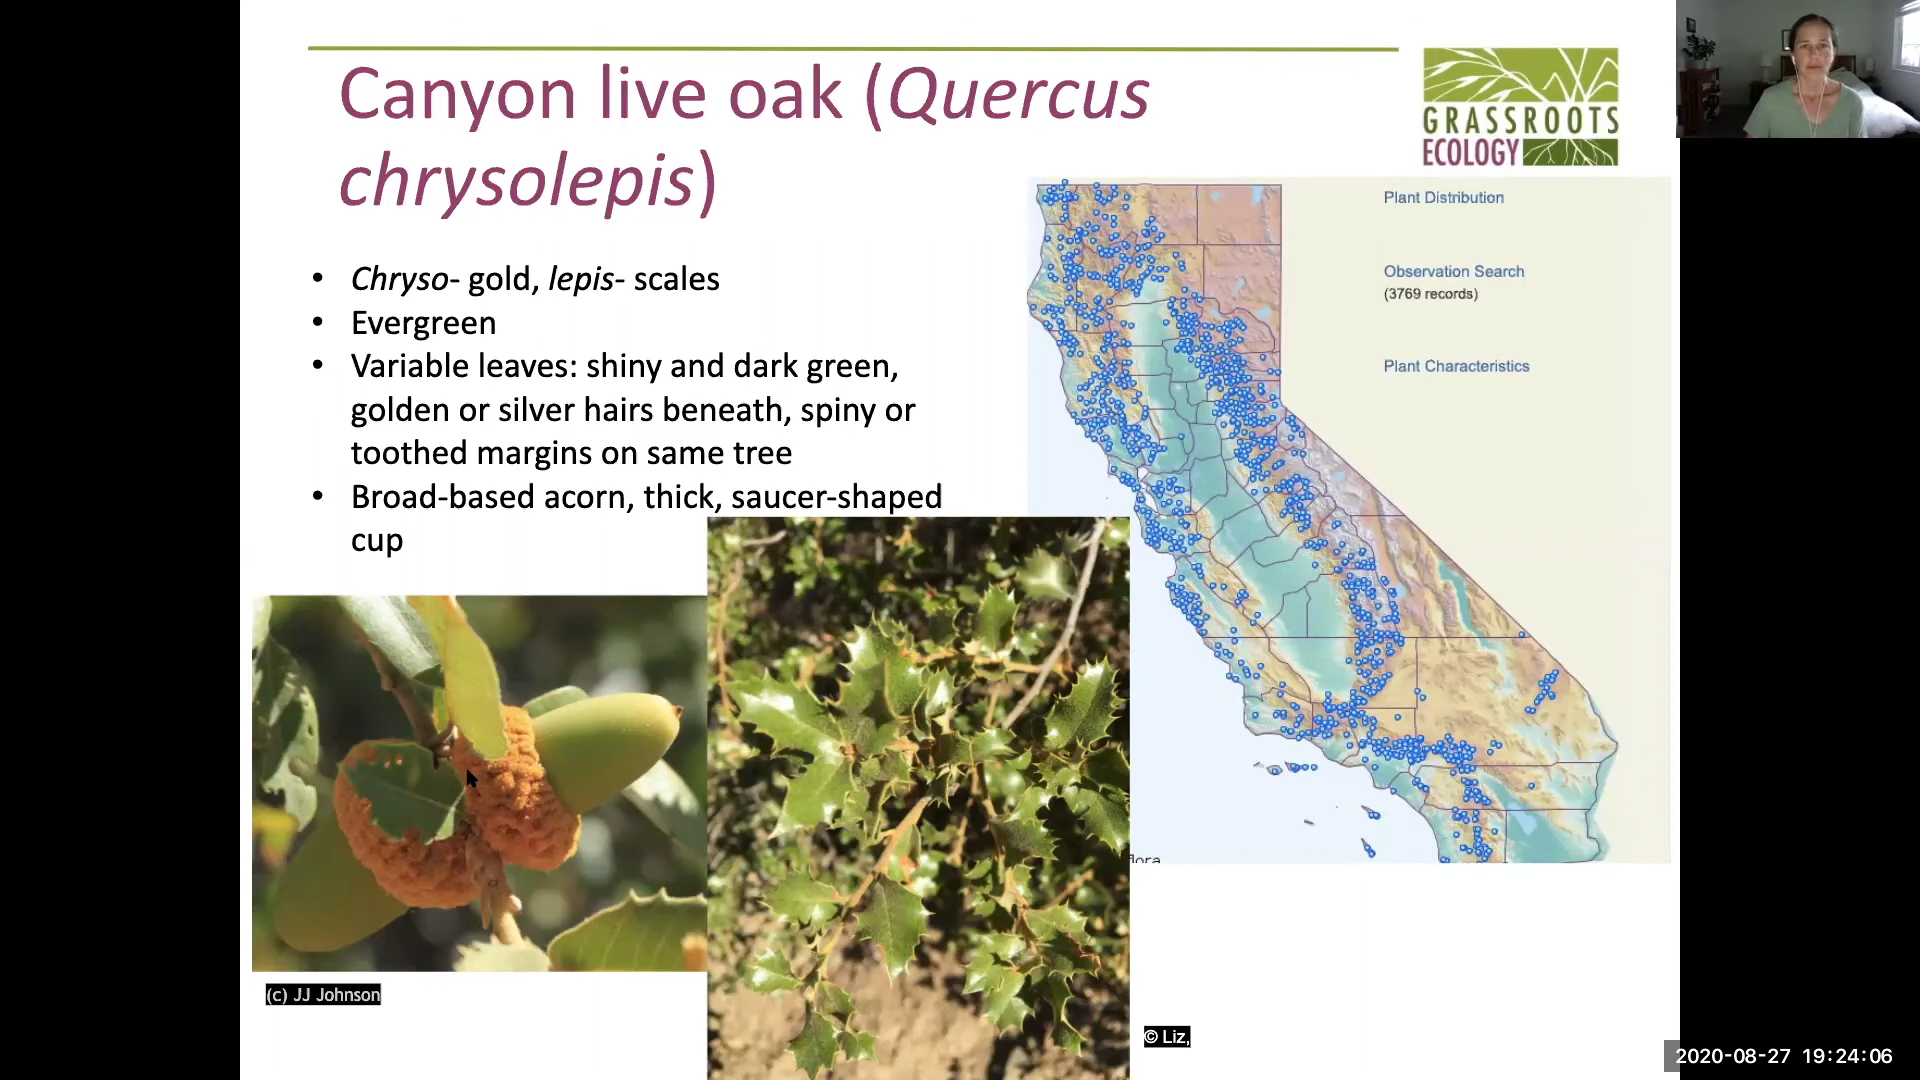 Canyon live oak (Quercus
chrysolepis)
GRASSROOTS
ECOLOGY
• Chryso- gold, lepis- scales
• Evergreen
• Variable leaves: shiny and dark green,
golden or silver hairs beneath, spiny or
toothed margins on same tree
• Broad-based acorn, thick, saucer-shaped
cup
Plant Distribution
Observation Search
(3769 records)
Plant Characteristics
flora
(c) JJ Johnson
© Liz,
2020-08-27 19:24:06